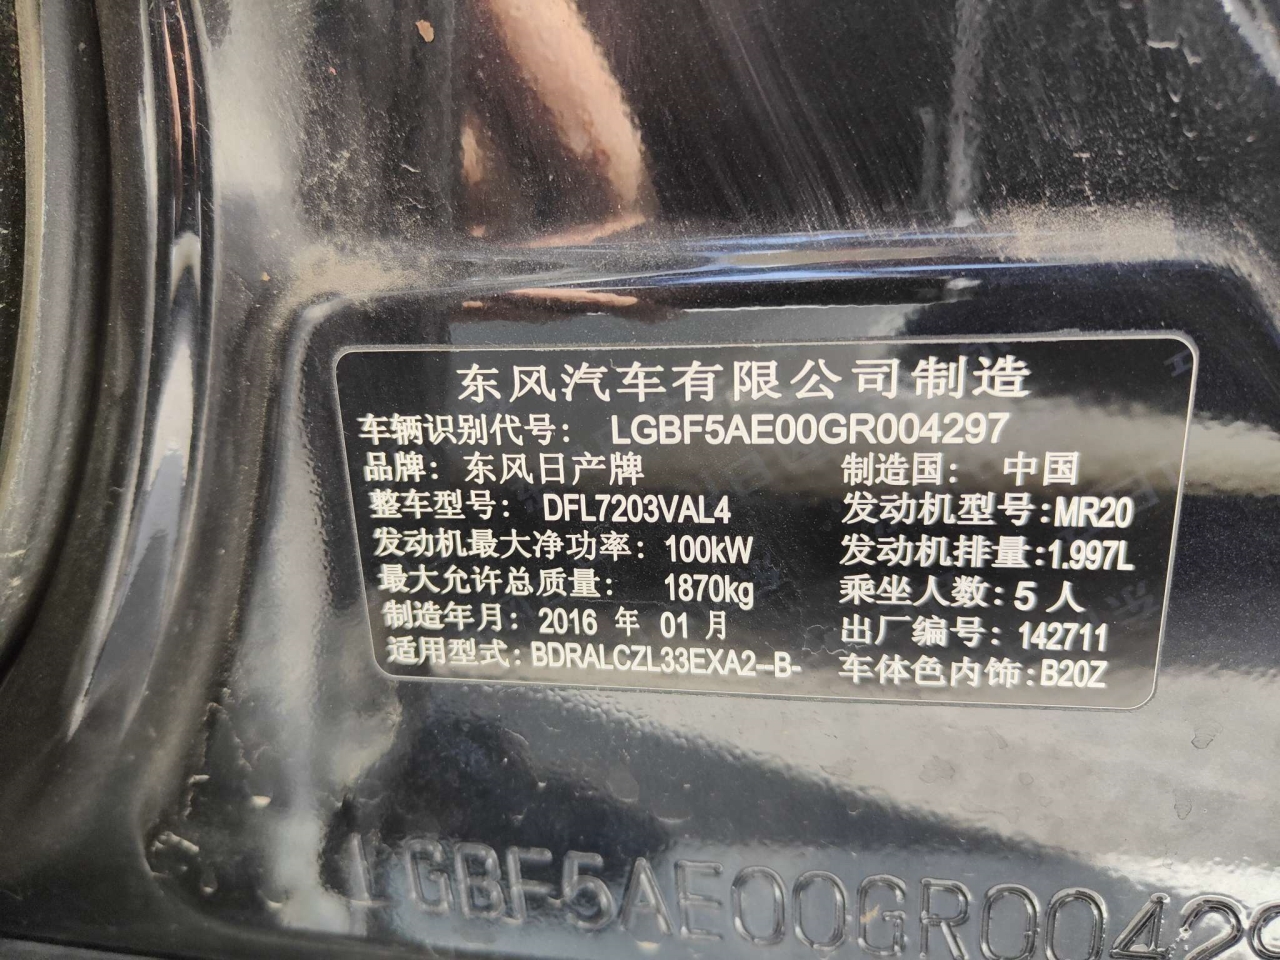 东风汽车有限公司制造
车辆识别代号： LGBF5AE00GR004297
品牌：东风日产牌 制造国：中国
整车型号：DFL7203VAL4 发动机型号:MR20
发动机最大净功率：100kW 发动机排量:1.997L
最大允许总质量：1870kg 乘坐人数:5人
制造年月：2016 年 01 月 出厂编号：142711
适用型式：BDRALCZL33EXA2-B- 车体色内饰:B20Z
LGBF5AE00GR00429